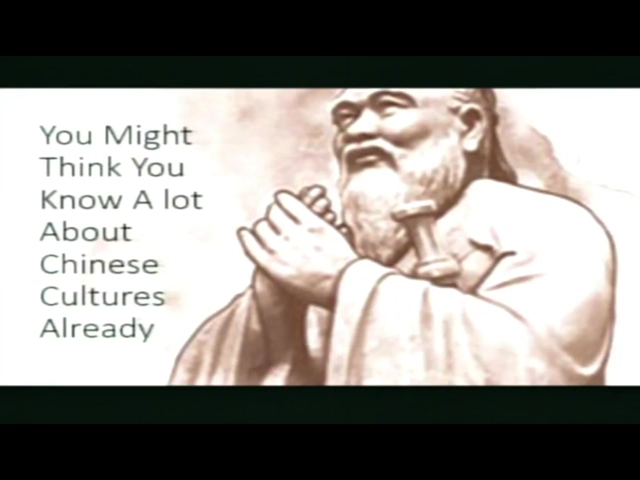 You Might
Think You
Know A lot
About
Chinese
Cultures
Already